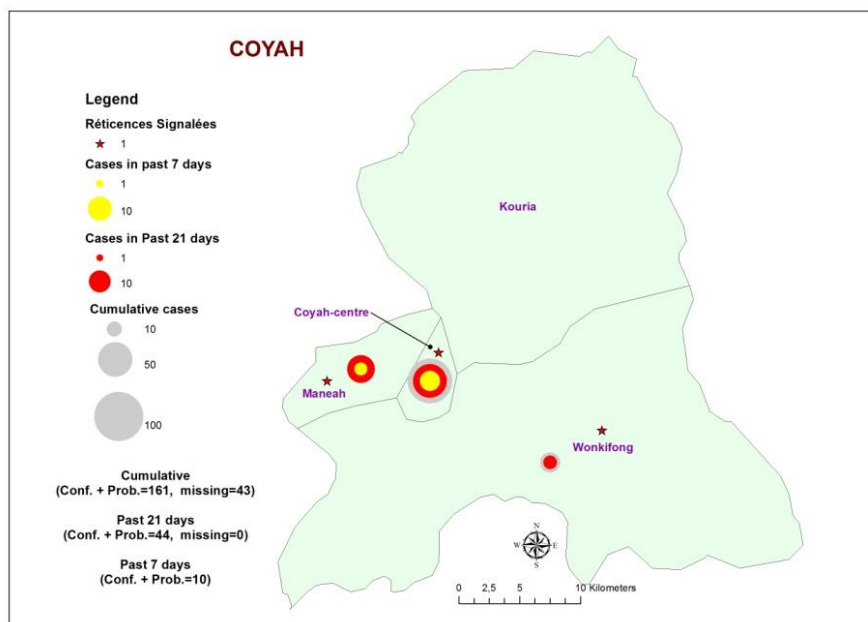 COYAH
Legend
Réticences Signalées
1
Cases in past 7 days
1
10
Cases in Past 21 days
1
10
Cumulative cases
10
50
100
Cumulative
(Conf. + Prob.=161, missing=43)
Past 21 days
(Conf. + Prob.=44, missing=0)
Past 7 days
(Conf. + Prob.=10)
Kouria
Coyah-centre
Maneah
Wonkifong
N
W E
S
0 2,5 5 10 Kilometers